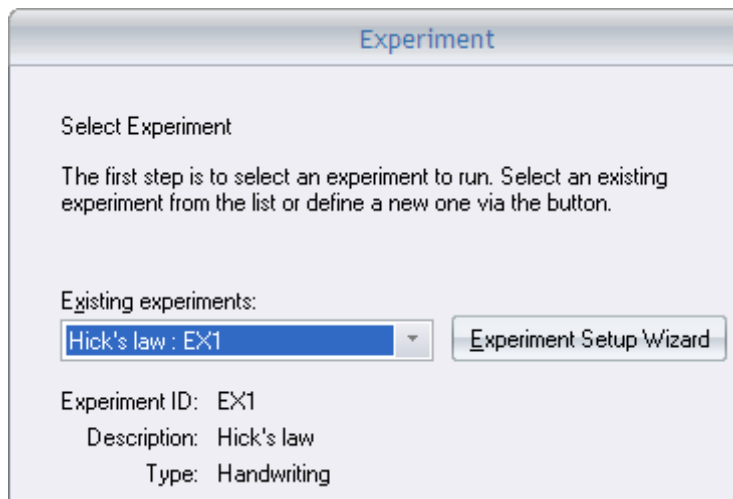 Experiment
Select Experiment
The first step is to select an experiment to run. Select an existing
experiment from the list or define a new one via the button.
Existing experiments:
Hick's law : EX1
Experiment Setup Wizard
Experiment ID: EX1
Description: Hick's law
Type: Handwriting